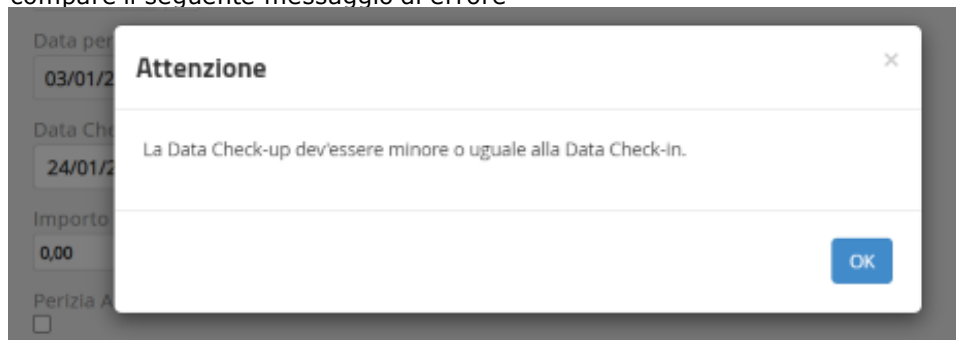 compare il seguente messaggio di errore
Data per
Attenzione
×
03/01/2
Data Che
La Data Check-up dev'essere minore o uguale alla Data Check-in.
24/01/2
Importo
0,00
OK
Perizia A